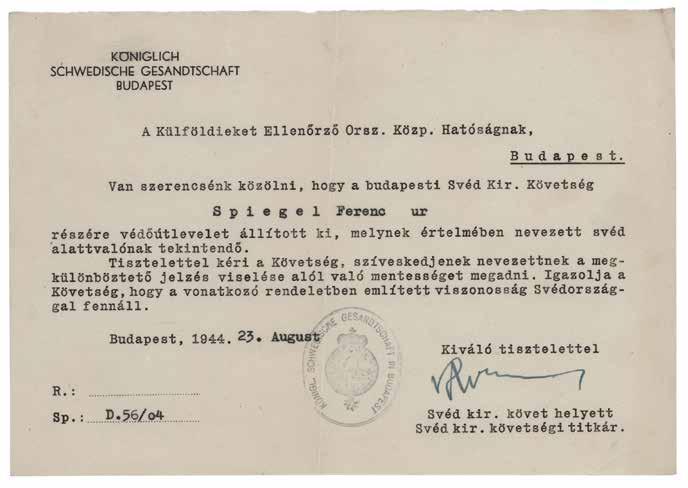 KÖNIGLICH
SCHWEDISCHE GESANDTSCHAFT
BUDAPEST
A Külföldieket Ellenőrző Orsz. Közp. Hatóságnak,
Budapest.
Van szerencsénk közölni, hogy a budapesti Svéd Kir. Követség
Spiegel Ferenc ur
részére védőútlevelet állított ki, melynek értelmében nevezett svéd
alattvalónak tekintendő.
Tisztelettel kéri a Követség, sziveskedjenek nevezettnek a meg-
különböztető jelzés viselése alól való mentességet megadni. Igazolja a
Követség, hogy a vonatkozó rendeletben említett viszonosság Svédország-
gal fennáll.
Budapest, 1944. 23. August
KÖNIGL. SCHWEDISCHE GESANDTSCHAFT IN BUDAPEST
Kiváló tisztelettel
R.:
Sp.: D.56/04
Svéd kir. követ helyett
Svéd kir. követségi titkár.